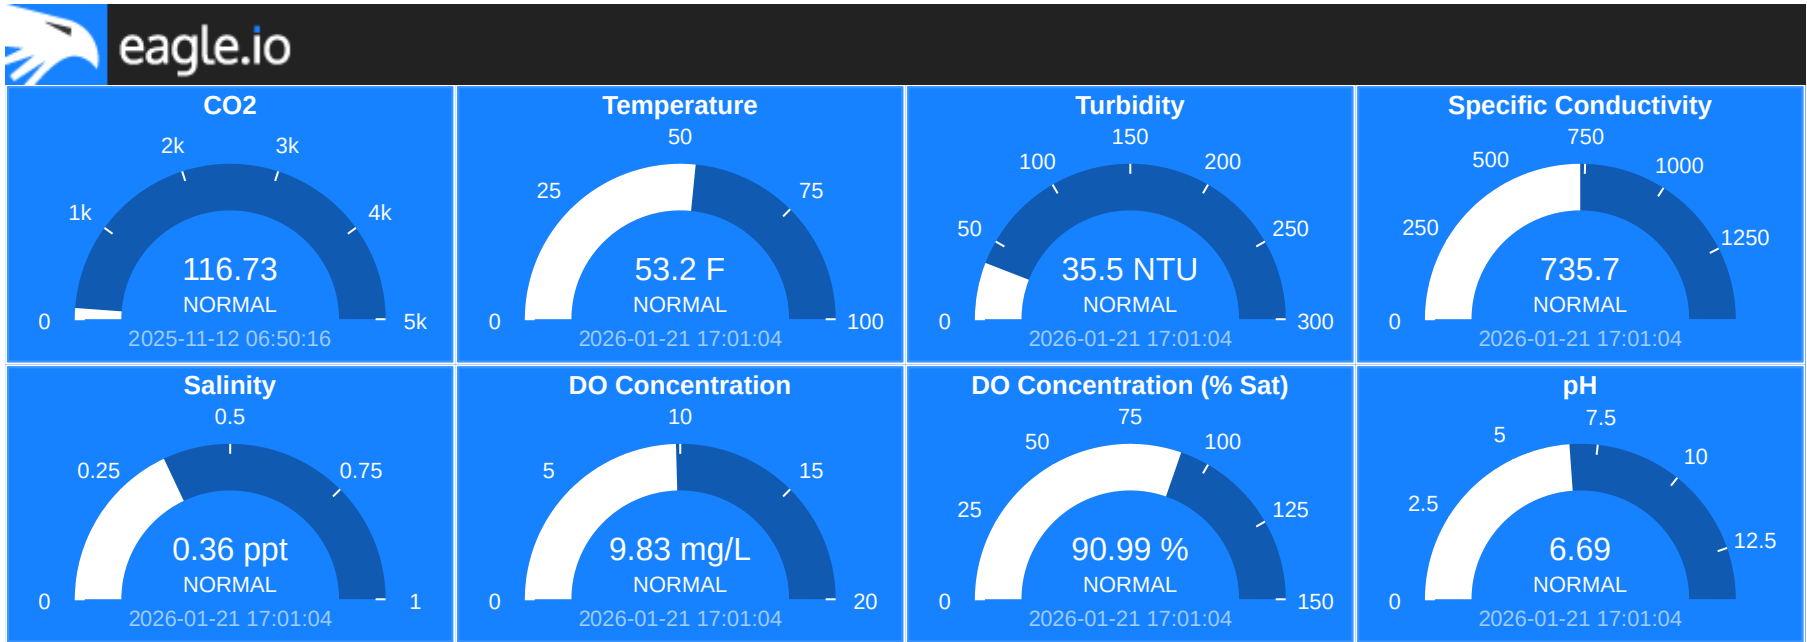 eagle.io
CO2
2k
3k
1k
4k
0
5k
116.73
NORMAL
2025-11-12 06:50:16
Temperature
50
25
75
0
100
53.2 F
NORMAL
2026-01-21 17:01:04
Turbidity
150
100
200
50
250
0
300
35.5 NTU
NORMAL
2026-01-21 17:01:04
Specific Conductivity
750
500
1000
250
1250
0
735.7
NORMAL
2026-01-21 17:01:04
Salinity
0.5
0.25
0.75
0
1
0.36 ppt
NORMAL
2026-01-21 17:01:04
DO Concentration
10
5
15
0
20
9.83 mg/L
NORMAL
2026-01-21 17:01:04
DO Concentration (% Sat)
75
50
100
25
125
0
150
90.99 %
NORMAL
2026-01-21 17:01:04
pH
7.5
5
10
2.5
12.5
0
6.69
NORMAL
2026-01-21 17:01:04